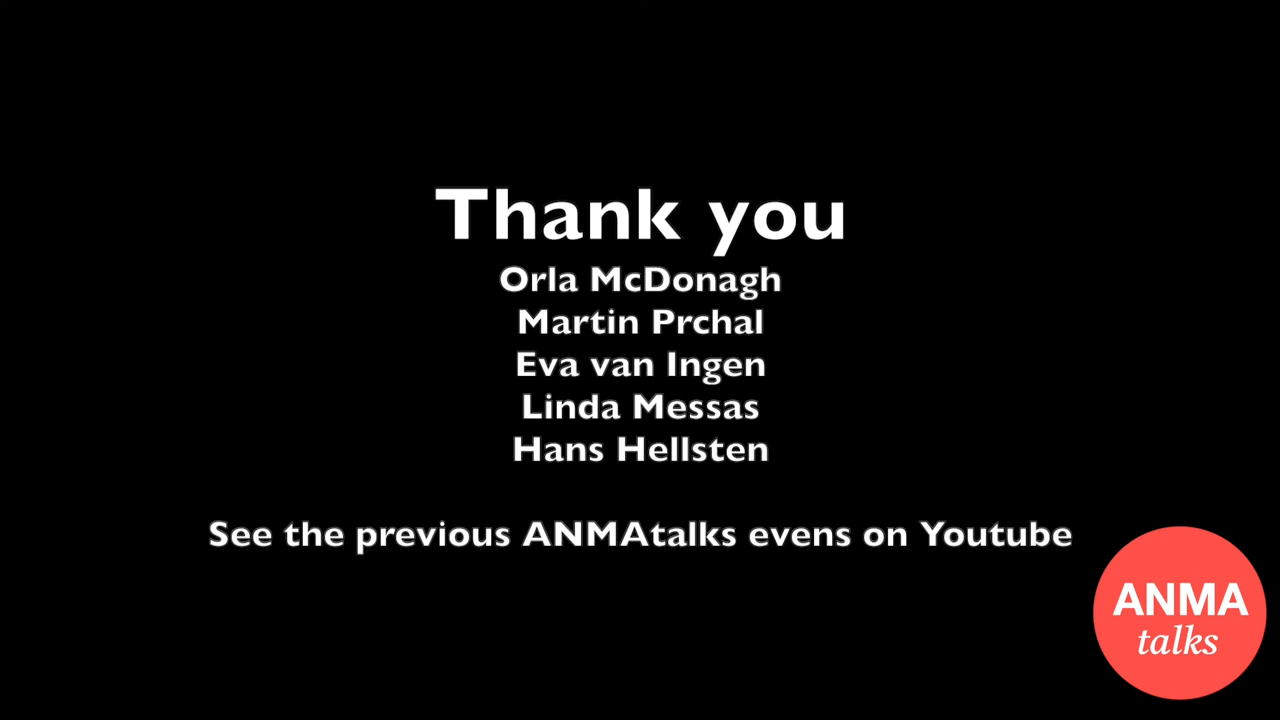 Thank you
Orla McDonagh
Martin Prchal
Eva van Ingen
Linda Messas
Hans Hellsten
See the previous ANMAtalks evens on Youtube
ANMA
talks